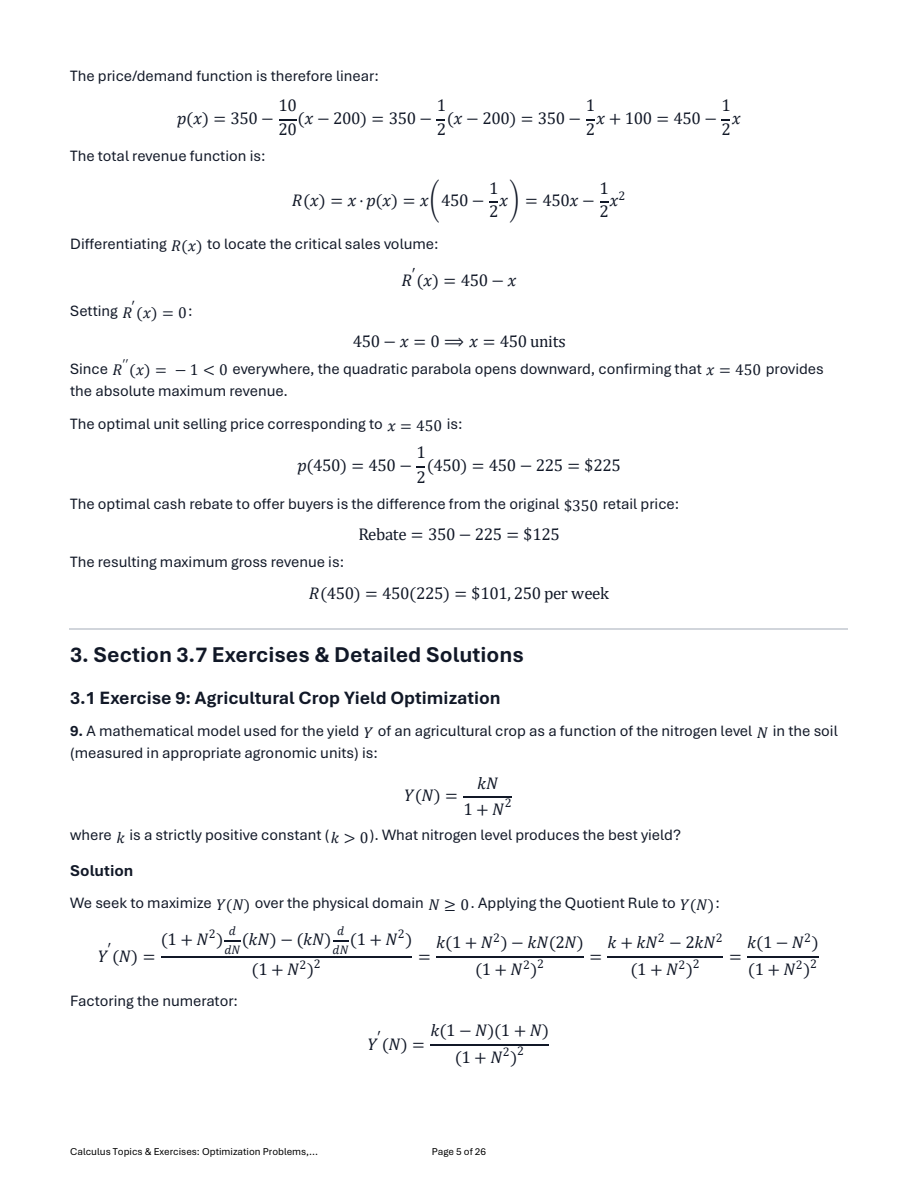 The price/demand function is therefore linear:
p(x) = 350 − 10/20(x − 200) = 350 − 1/2(x − 200) = 350 − 1/2x + 100 = 450 − 1/2x
The total revenue function is:
R(x) = x · p(x) = x(450 − 1/2x) = 450x − 1/2x²
Differentiating R(x) to locate the critical sales volume:
R′(x) = 450 − x
Setting R′(x) = 0:
450 − x = 0 ⟹ x = 450 units
Since R″(x) = − 1 < 0 everywhere, the quadratic parabola opens downward, confirming that x = 450 provides
the absolute maximum revenue.
The optimal unit selling price corresponding to x = 450 is:
p(450) = 450 − 1/2(450) = 450 − 225 = $225
The optimal cash rebate to offer buyers is the difference from the original $350 retail price:
Rebate = 350 − 225 = $125
The resulting maximum gross revenue is:
R(450) = 450(225) = $101, 250 per week
3. Section 3.7 Exercises & Detailed Solutions
3.1 Exercise 9: Agricultural Crop Yield Optimization
9. A mathematical model used for the yield Y of an agricultural crop as a function of the nitrogen level N in the soil
(measured in appropriate agronomic units) is:
Y(N) = kN/(1 + N²)
where k is a strictly positive constant (k > 0). What nitrogen level produces the best yield?
Solution
We seek to maximize Y(N) over the physical domain N ≥ 0. Applying the Quotient Rule to Y(N):
Y′(N) = ((1 + N²) d/dN (kN) − (kN) d/dN (1 + N²))/(1 + N²)² = (k(1 + N²) − kN(2N))/(1 + N²)² = (k + kN² − 2kN²)/(1 + N²)² = k(1 − N²)/(1 + N²)²
Factoring the numerator:
Y′(N) = k(1 − N)(1 + N)/(1 + N²)²
Calculus Topics & Exercises: Optimization Problems,... Page 5 of 26